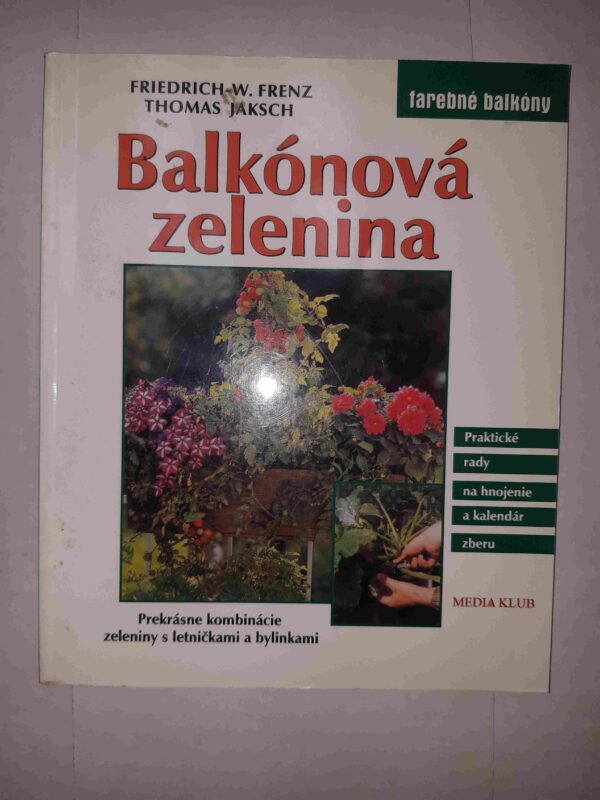 FRIEDRICH-W. FRENZ
THOMAS JAKSCH
farebné balkóny
Balkónová
zelenina
Praktické
rady
na hnojenie
a kalendár
zberu
MEDIA KLUB
Prekrásne kombinácie
zeleniny s letničkami a bylinkami